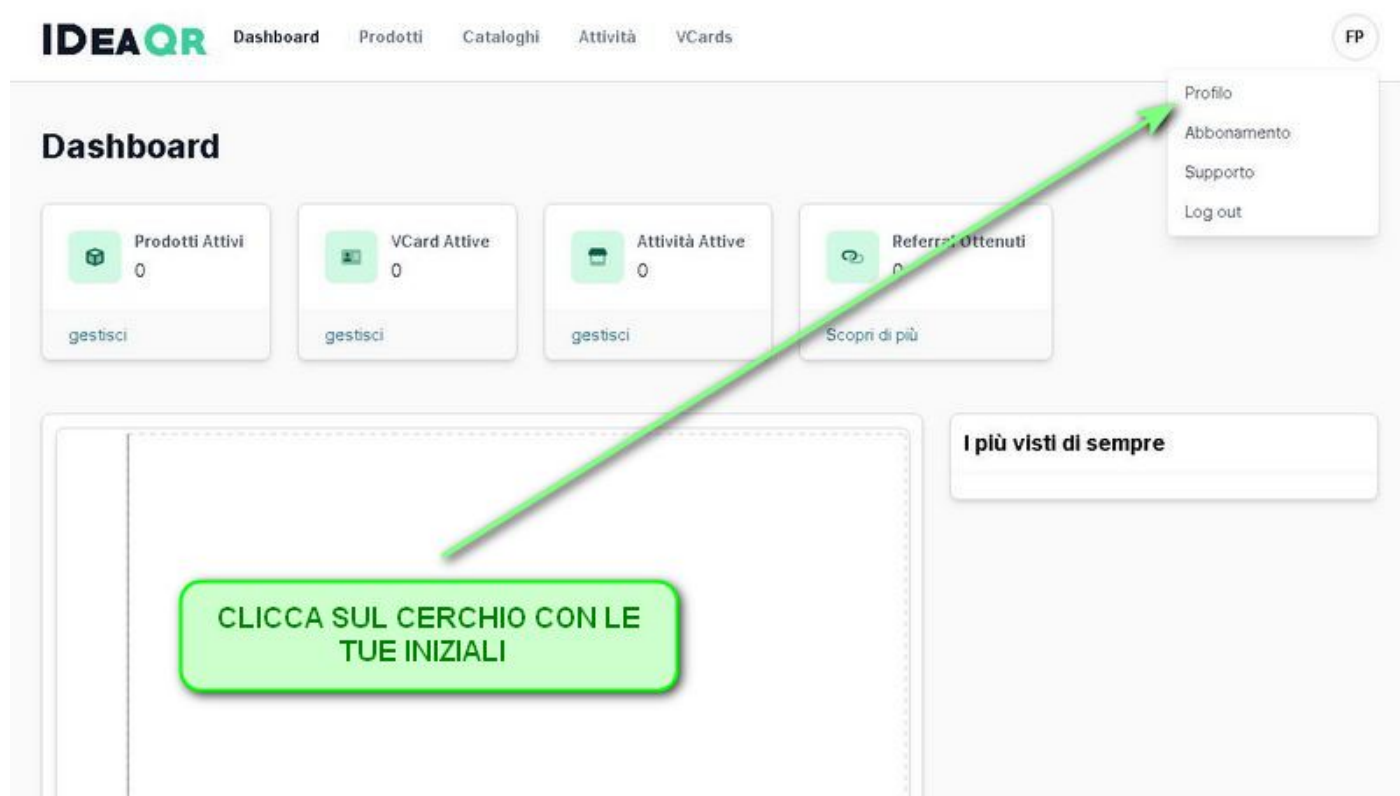 IDEAQR Dashboard Prodotti Cataloghi Attività VCards FP
Profilo
Abbonamento
Supporto
Log out
Dashboard
Prodotti Attivi
0
gestisci
VCard Attive
0
gestisci
Attività Attive
0
gestisci
Referral Ottenuti
0
Scopri di più
I più visti di sempre
CLICCA SUL CERCHIO CON LE
TUE INIZIALI